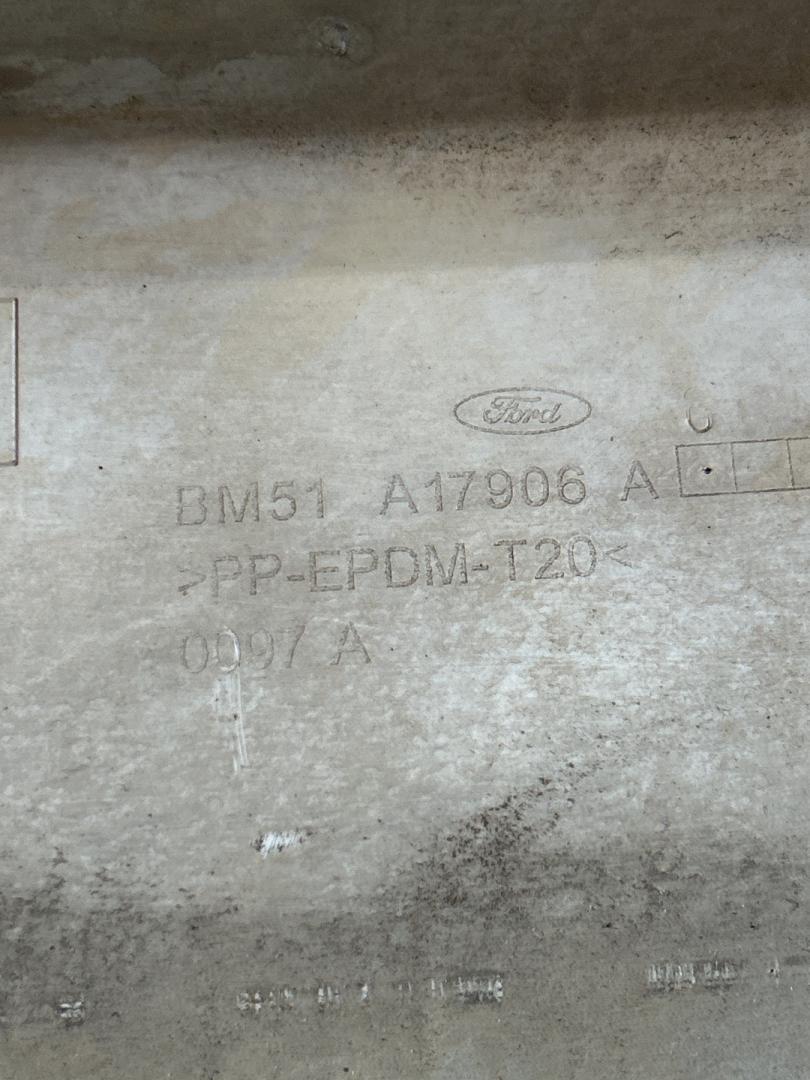 Ford
BM51 A17906 A
>PP-EPDM-T20<
0097 A